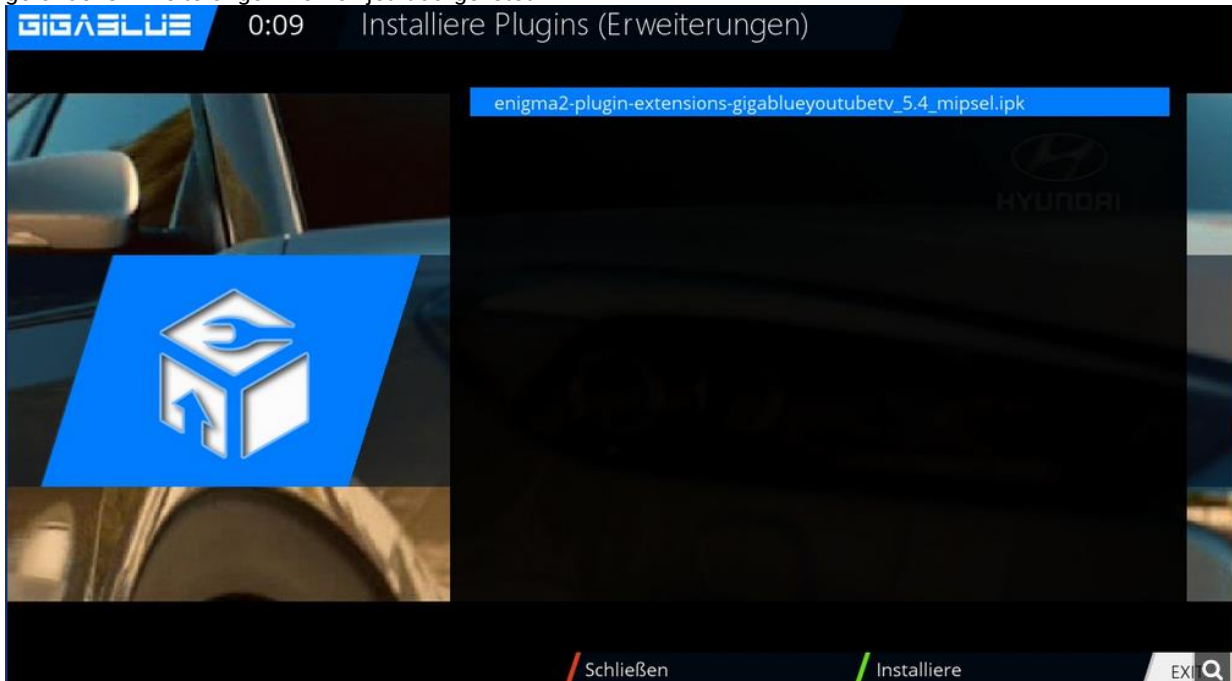 GIGABLUE 0:09 Installiere Plugins (Erweiterungen)
enigma2-plugin-extensions-gigablueyoutubetv_5.4_mipsel.ipk
HYUNDAI
Schließen Installiere EXIT